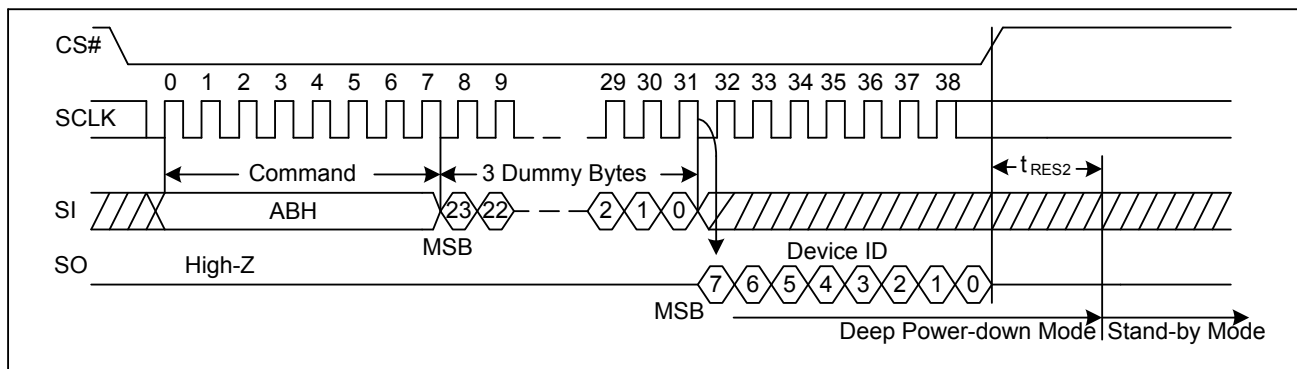 CS#
0 1 2 3 4 5 6 7 8 9 29 30 31 32 33 34 35 36 37 38
SCLK
Command 3 Dummy Bytes tRES2
SI ABH 23 22 2 1 0
MSB Device ID
SO High-Z
7 6 5 4 3 2 1 0
MSB
Deep Power-down Mode Stand-by Mode